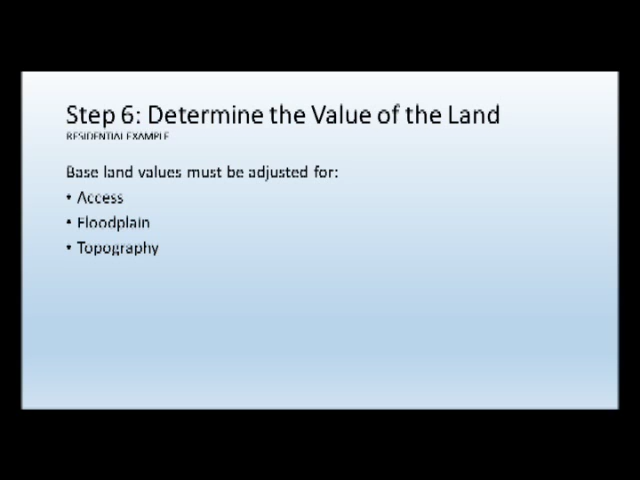 Step 6: Determine the Value of the Land
RESIDENTIAL EXAMPLE
Base land values must be adjusted for:
• Access
• Floodplain
• Topography